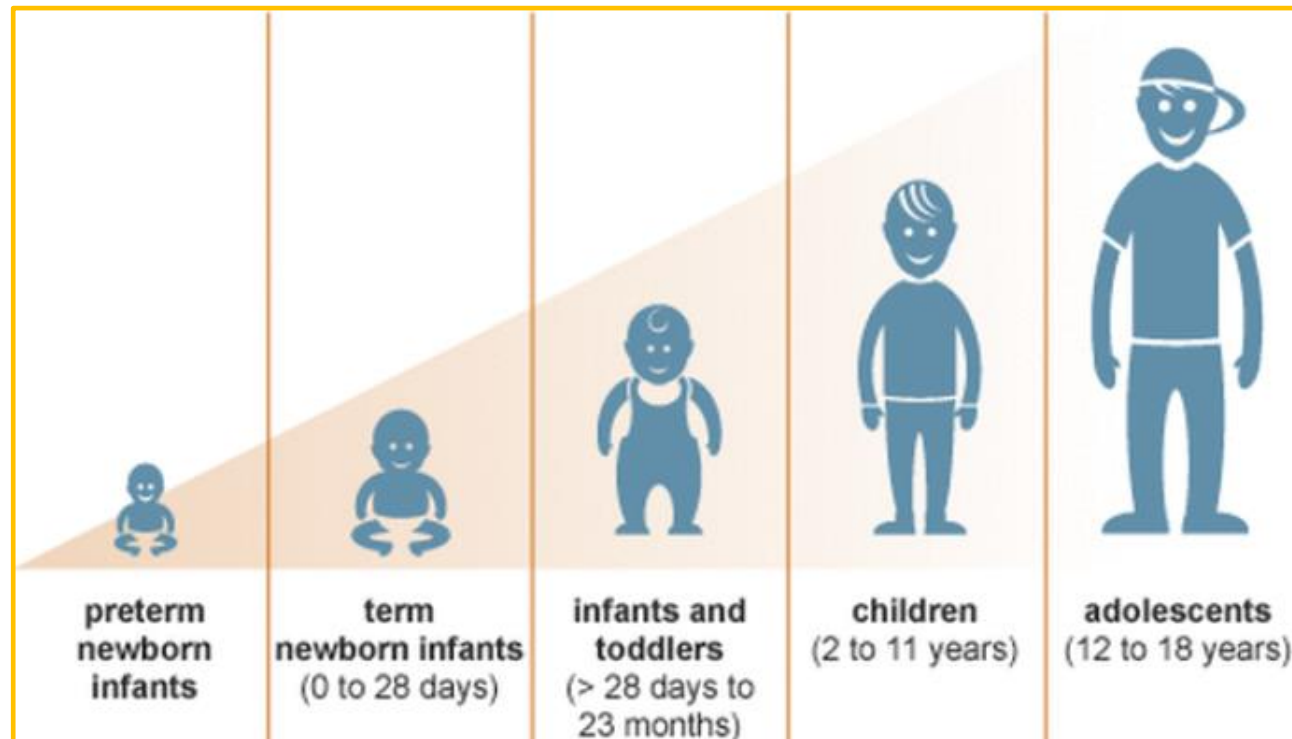 preterm
newborn
infants
term
newborn infants
(0 to 28 days)
infants and
toddlers
(> 28 days to
23 months)
children
(2 to 11 years)
adolescents
(12 to 18 years)